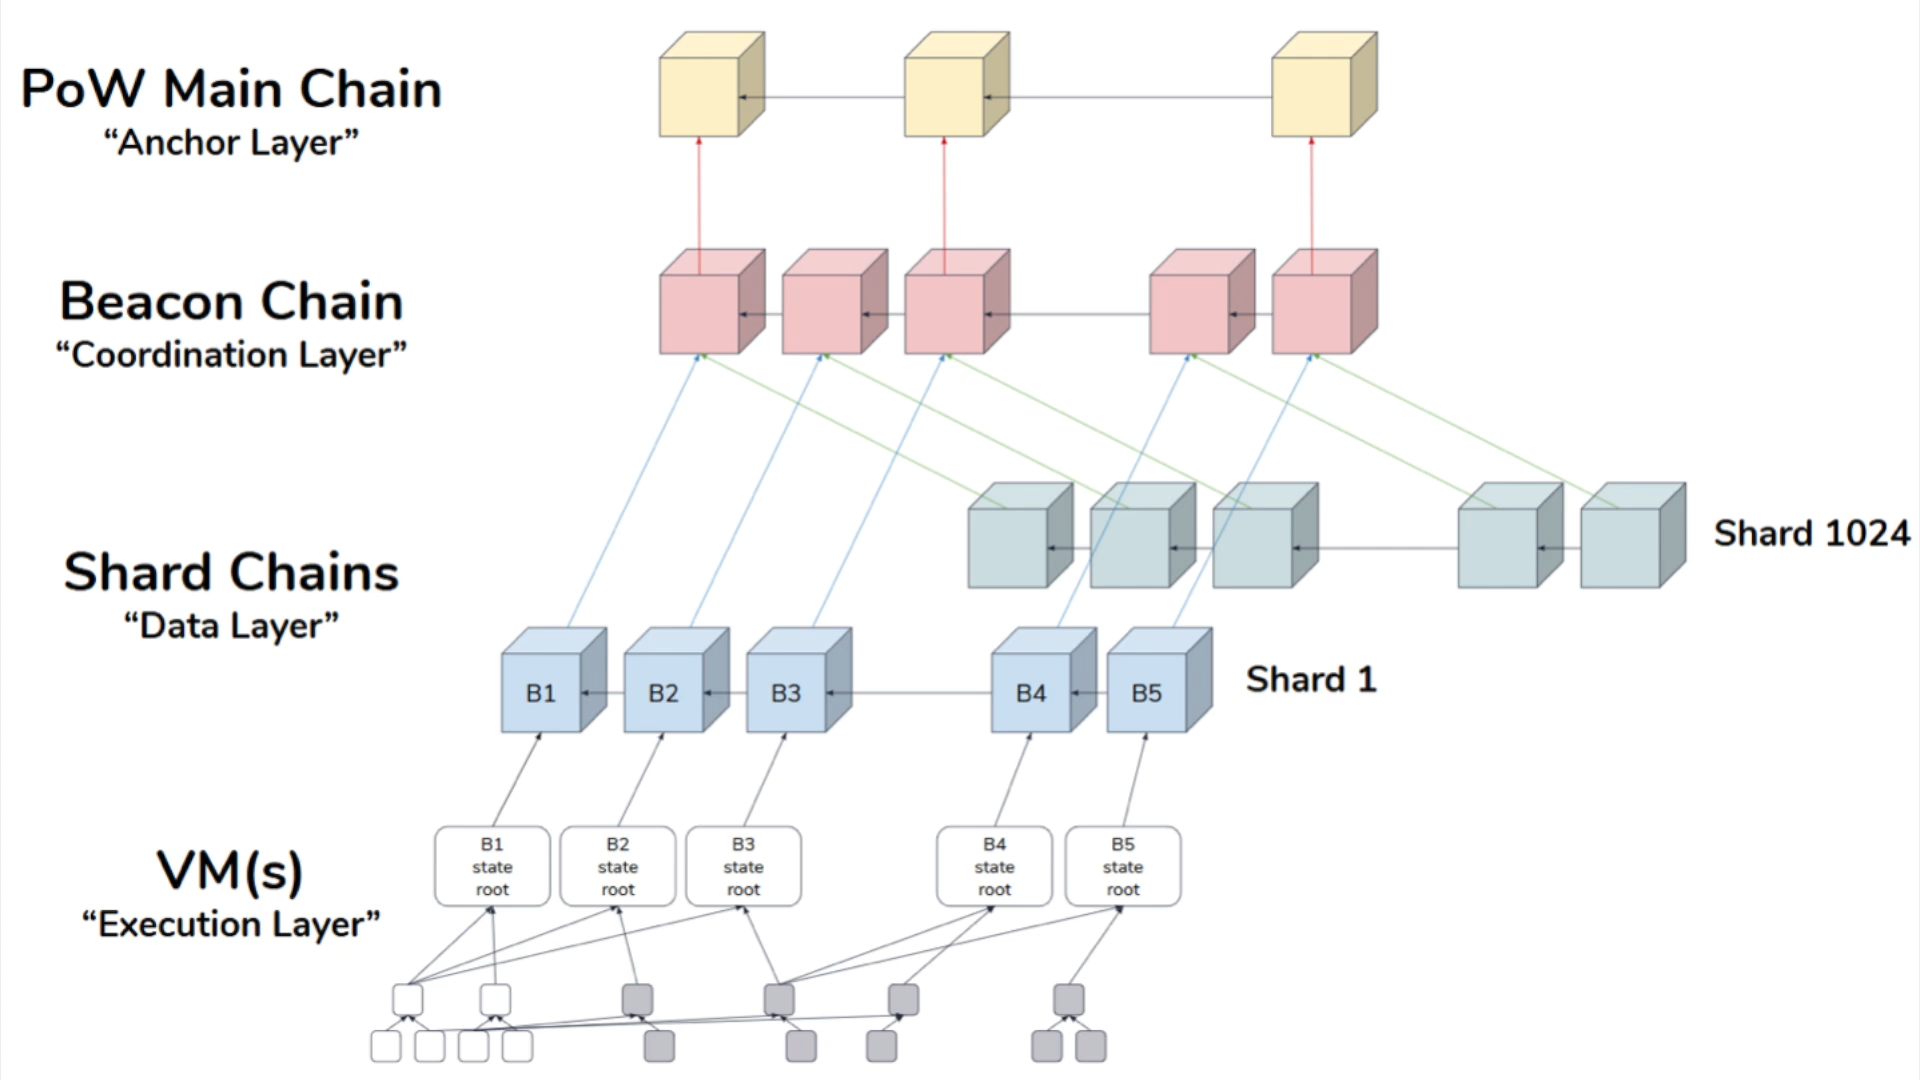 PoW Main Chain
“Anchor Layer”
Beacon Chain
“Coordination Layer”
Shard Chains
“Data Layer”
Shard 1024
B1
B2
B3
B4
B5
Shard 1
VM(s)
“Execution Layer”
B1
state
root
B2
state
root
B3
state
root
B4
state
root
B5
state
root